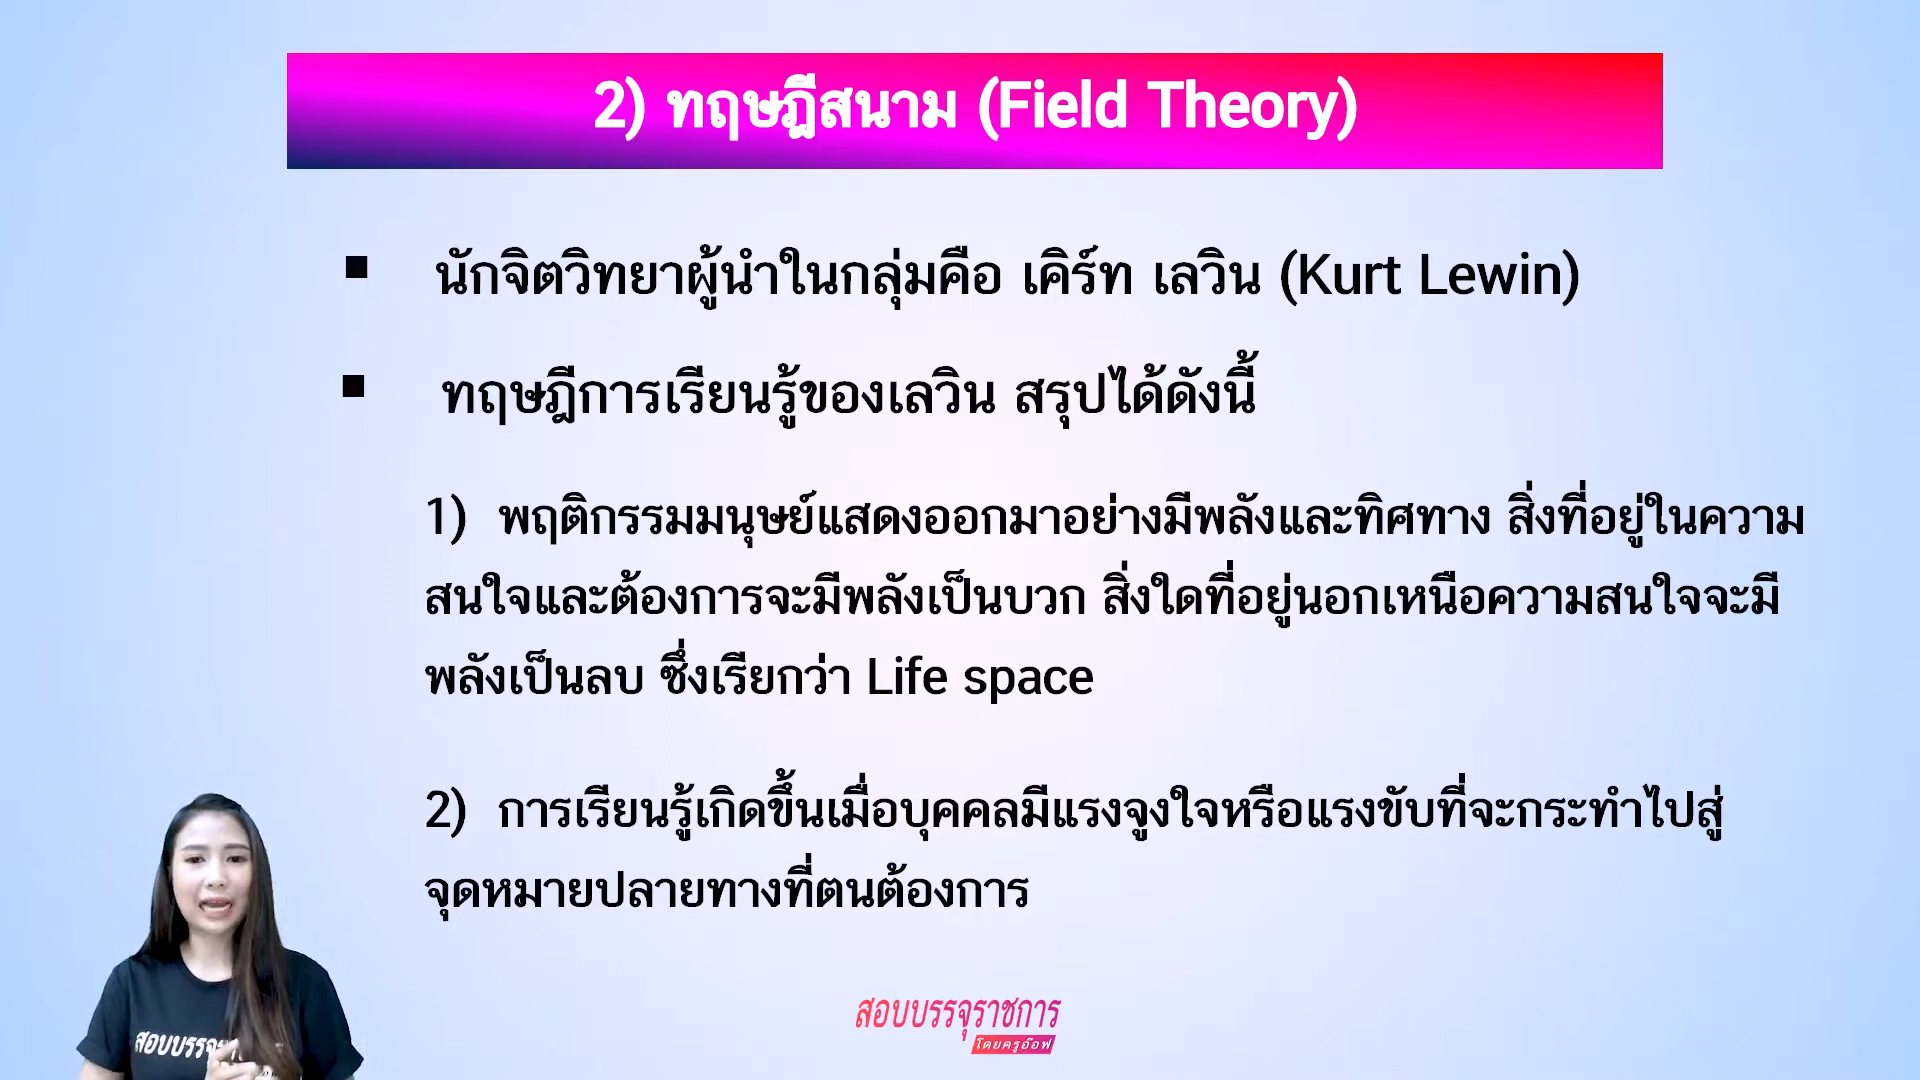 2) ทฤษฎีสนาม (Field Theory)
▪ นักจิตวิทยาผู้นำในกลุ่มคือ เคิร์ท เลวิน (Kurt Lewin)
▪ ทฤษฎีการเรียนรู้ของเลวิน สรุปได้ดังนี้
1) พฤติกรรมมนุษย์แสดงออกมาอย่างมีพลังและทิศทาง สิ่งที่อยู่ในความ
สนใจและต้องการจะมีพลังเป็นบวก สิ่งใดที่อยู่นอกเหนือความสนใจจะมี
พลังเป็นลบ ซึ่งเรียกว่า Life space
2) การเรียนรู้เกิดขึ้นเมื่อบุคคลมีแรงจูงใจหรือแรงขับที่จะกระทำไปสู่
จุดหมายปลายทางที่ตนต้องการ
สอบบรรจุราชการ
โดยครูอ๊อฟ